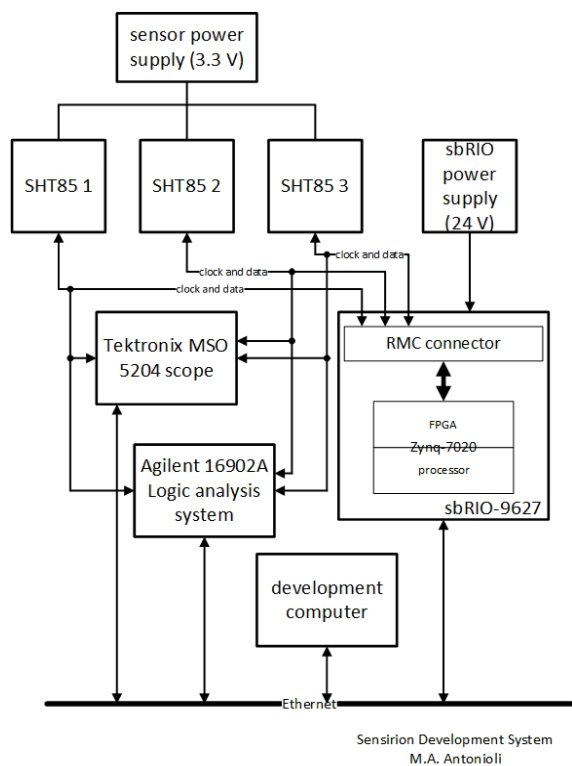 sensor power
supply (3.3 V)
SHT85 1
SHT85 2
SHT85 3
sbRIO
power
supply
(24 V)
clock and data
clock and data
clock and data
RMC connector
Tektronix MSO
5204 scope
FPGA
Zynq-7020
processor
Agilent 16902A
Logic analysis
system
sbRIO-9627
development
computer
Ethernet
Sensirion Development System
M.A. Antonioli